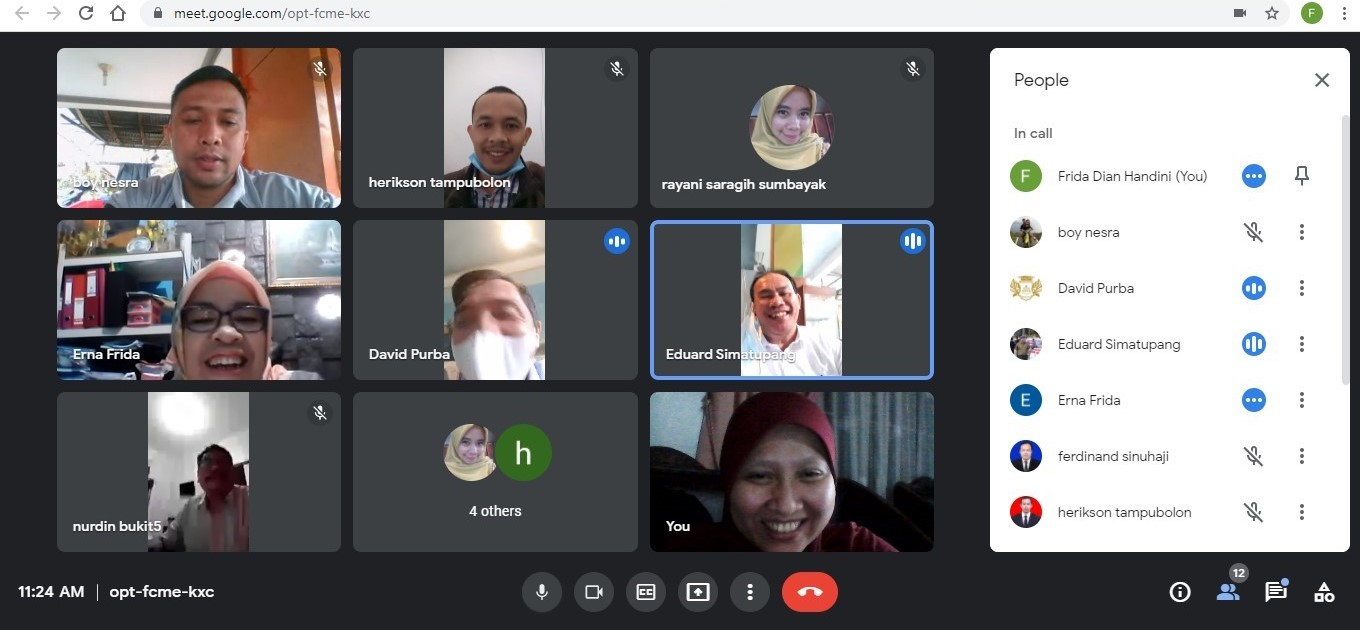 meet.google.com/opt-fcme-kxc
F
boy nesra
herikson tampubolon
rayani saragih sumbayak
Erna Frida
David Purba
Eduard Simatupang
nurdin bukit5
h
4 others
You
People
In call
F
Frida Dian Handini (You)
boy nesra
David Purba
Eduard Simatupang
E
Erna Frida
ferdinand sinuhaji
herikson tampubolon
11:24 AM | opt-fcme-kxc
CC
12